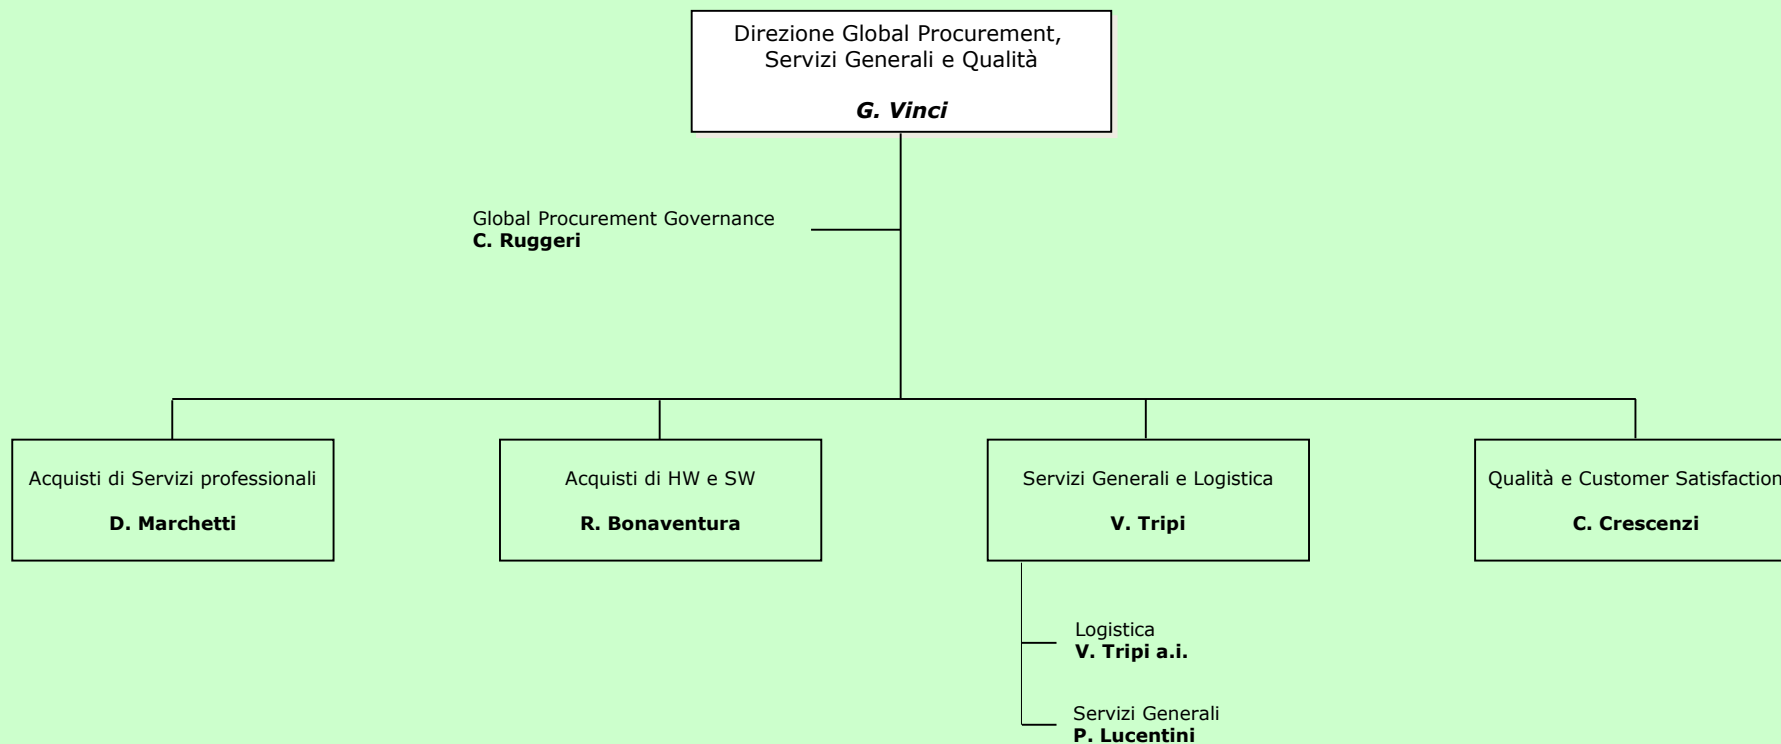 Direzione Global Procurement,
Servizi Generali e Qualità
G. Vinci
Global Procurement Governance
C. Ruggeri
Acquisti di Servizi professionali
D. Marchetti
Acquisti di HW e SW
R. Bonaventura
Servizi Generali e Logistica
V. Tripi
Qualità e Customer Satisfaction
C. Crescenzi
Logistica
V. Tripi a.i.
Servizi Generali
P. Lucentini